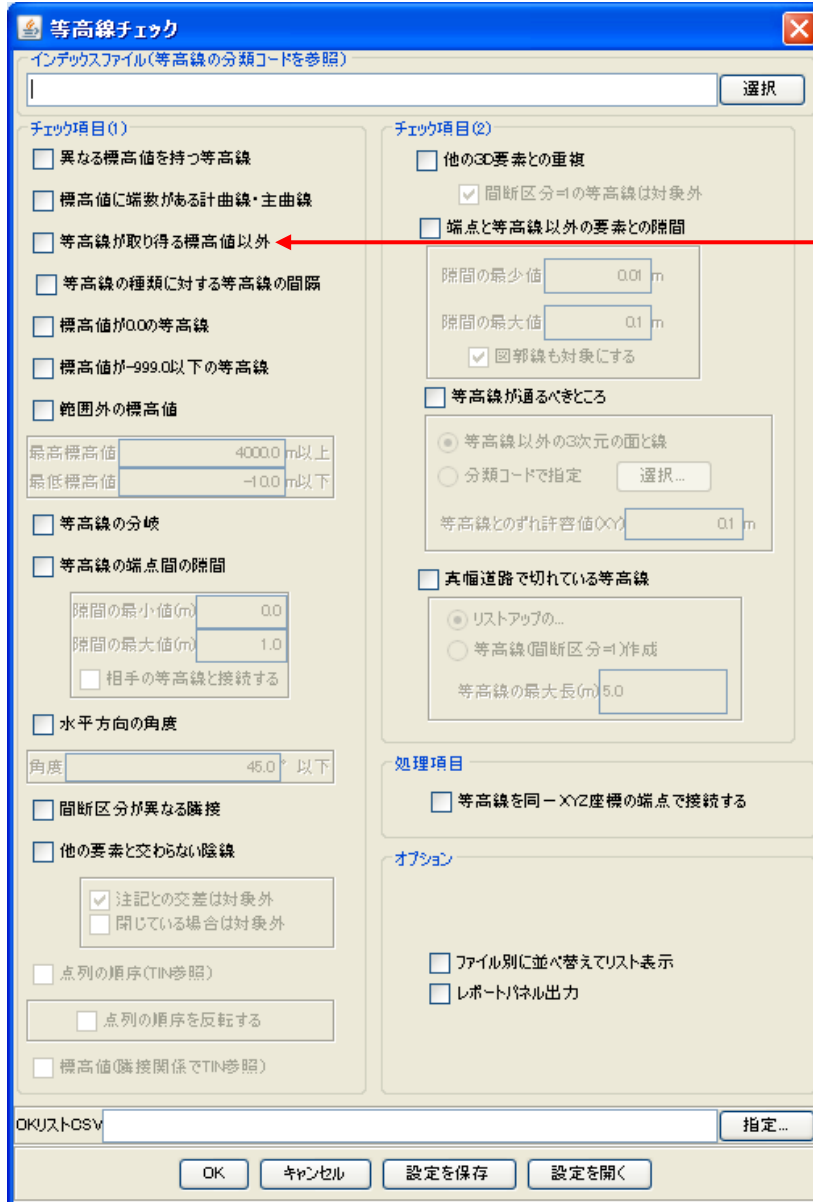 等高線チェック
インデックスファイル(等高線の分類コードを参照)
選択
チェック項目(1)
異なる標高値を持つ等高線
標高値に端数がある計曲線・主曲線
等高線が取り得る標高値以外
等高線の種類に対する等高線の間隔
標高値が0.0の等高線
標高値が-999.0以下の等高線
範囲外の標高値
最高標高値 4000.0 m以上
最低標高値 -10.0 m以下
等高線の分岐
等高線の端点間の隙間
隙間の最小値(m) 0.0
隙間の最大値(m) 1.0
相手の等高線と接続する
水平方向の角度
角度 45.0 ° 以下
間断区分が異なる隣接
他の要素と交わらない陰線
注記との交差は対象外
閉じている場合は対象外
点列の順序(TIN参照)
点列の順序を反転する
標高値(隣接関係でTIN参照)
チェック項目(2)
他の3D要素との重複
間断区分=1の等高線は対象外
端点と等高線以外の要素との隙間
隙間の最少値 0.01 m
隙間の最大値 0.1 m
図郭線も対象にする
等高線が通るべきところ
等高線以外の3次元の面と線
分類コードで指定 選択...
等高線とのずれ許容値(XY) 0.1 m
真幅道路で切れている等高線
リストアップの...
等高線(間断区分=1)作成
等高線の最大長(m) 5.0
処理項目
等高線を同一XYZ座標の端点で接続する
オプション
ファイル別に並べ替えてリスト表示
レポートパネル出力
OKリストCSV 指定...
OK キャンセル 設定を保存 設定を開く